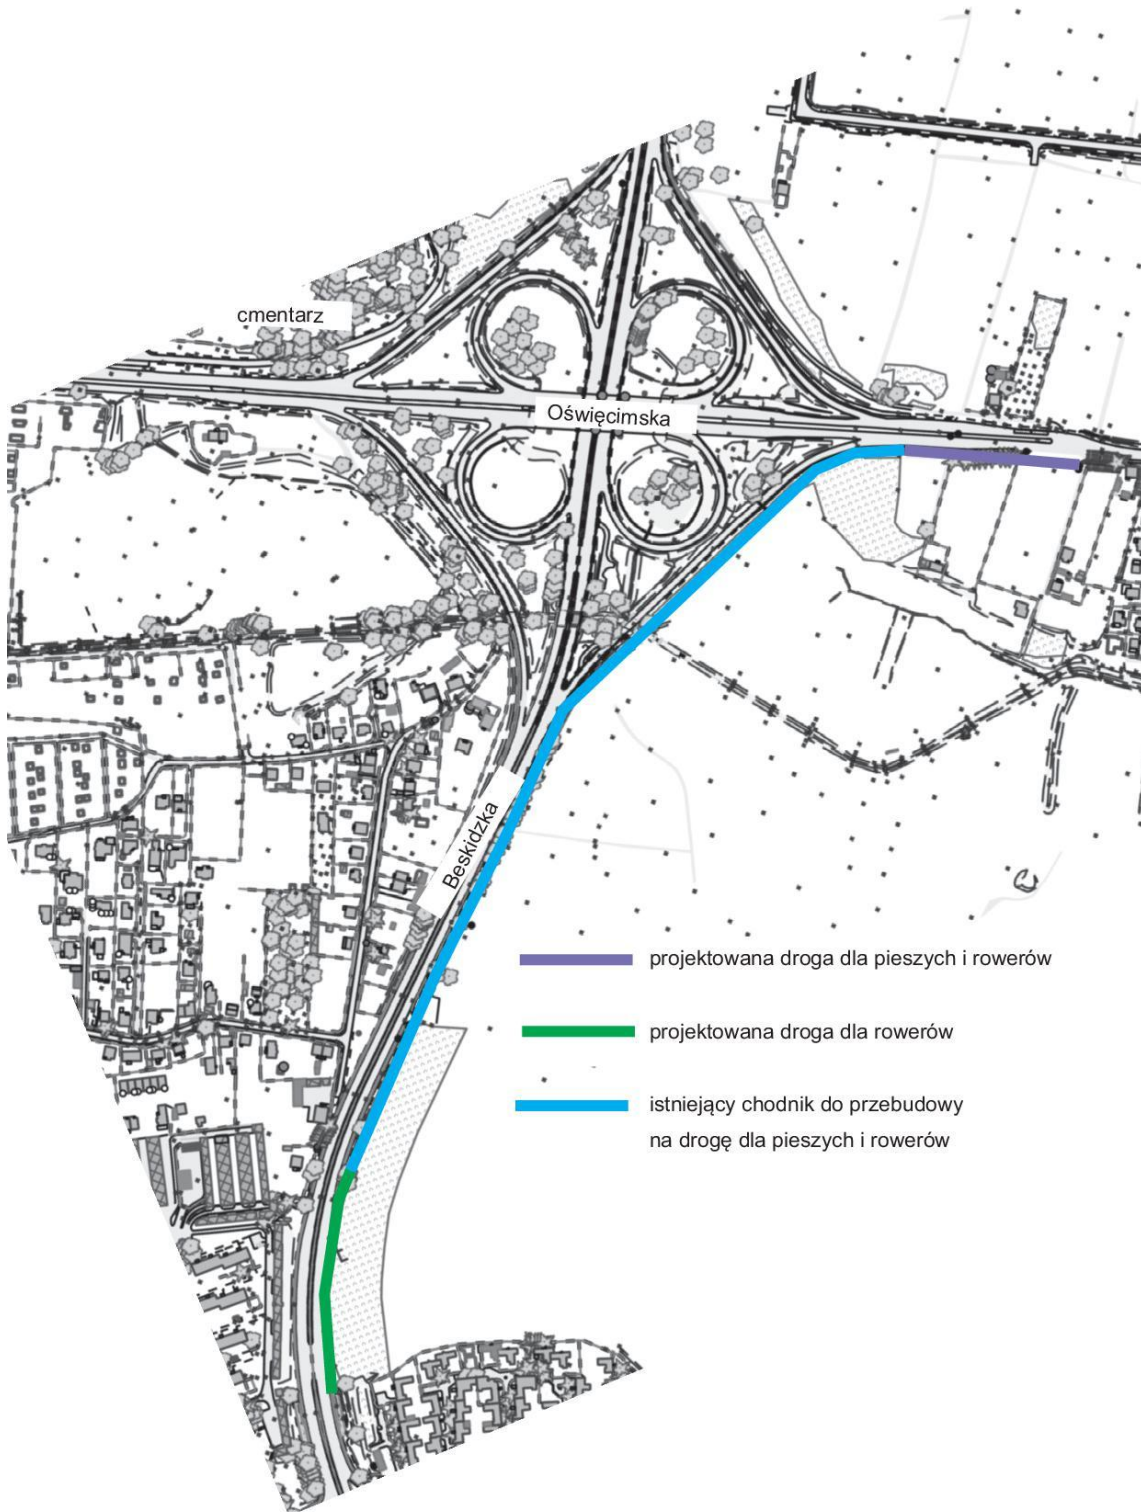 cmentarz
Oświęcimska
Beskidzka
projektowana droga dla pieszych i rowerów
projektowana droga dla rowerów
istniejący chodnik do przebudowy
na drogę dla pieszych i rowerów